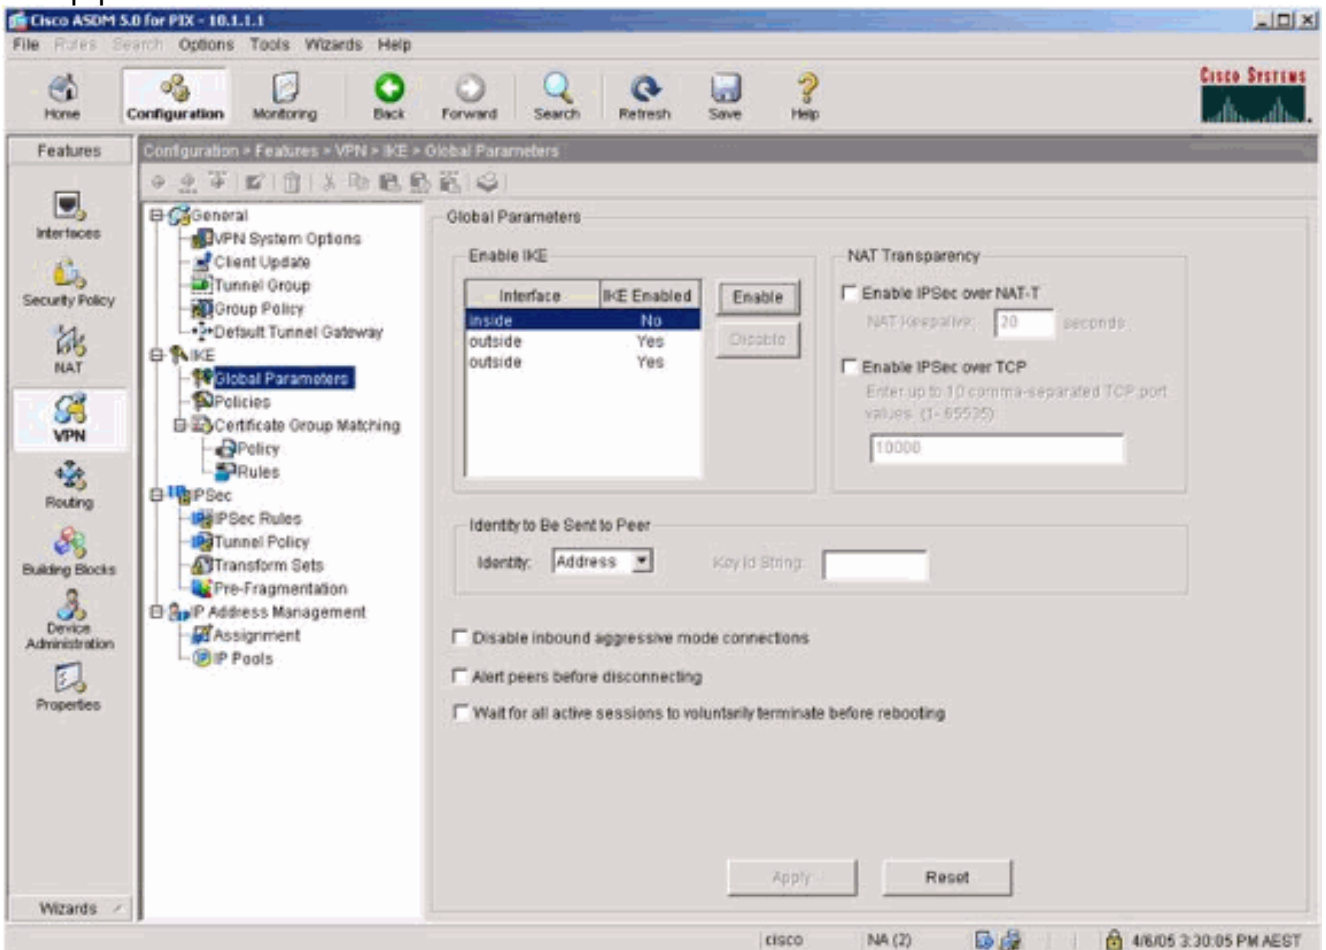 Cisco ASDM 5.0 for PIX - 10.1.1.1
File Rules Search Options Tools Wizards Help
Home Configuration Monitoring Back Forward Search Refresh Save Help
CISCO SYSTEMS
Features
Configuration > Features > VPN > IKE > Global Parameters
Interfaces
Security Policy
NAT
VPN
Routing
Building Blocks
Device Administration
Properties
Wizards
General
VPN System Options
Client Update
Tunnel Group
Group Policy
Default Tunnel Gateway
IKE
Global Parameters
Policies
Certificate Group Matching
Policy
Rules
IPSec
IPSec Rules
Tunnel Policy
Transform Sets
Pre-Fragmentation
IP Address Management
Assignment
IP Pools
Global Parameters
Enable IKE
Interface IKE Enabled
inside No
outside Yes
outside Yes
Enable
Disable
NAT Transparency
Enable IPSec over NAT-T
NAT Keepalive: 20 seconds
Enable IPSec over TCP
Enter up to 10 comma-separated TCP port
values (1- 65535)
10000
Identity to Be Sent to Peer
Identity: Address Key Id String:
Disable inbound aggressive mode connections
Alert peers before disconnecting
Wait for all active sessions to voluntarily terminate before rebooting
Apply Reset
cisco NA (2) 4/6/05 3:30:05 PM AEST